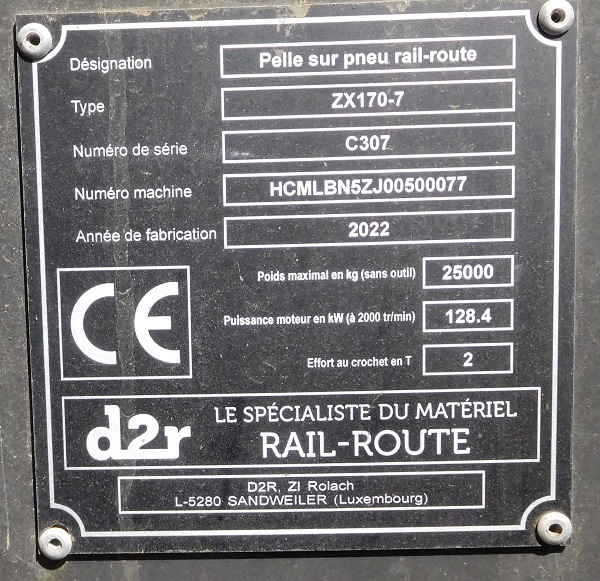 Désignation Pelle sur pneu rail-route
Type ZX170-7
Numéro de série C307
Numéro machine HCMLBN5ZJ00500077
Année de fabrication 2022
CE
Poids maximal en kg (sans outil) 25000
Puissance moteur en kW (à 2000 tr/min) 128.4
Effort au crochet en T 2
d2r
LE SPÉCIALISTE DU MATÉRIEL
RAIL-ROUTE
D2R, ZI Rolach
L-5280 SANDWEILER (Luxembourg)